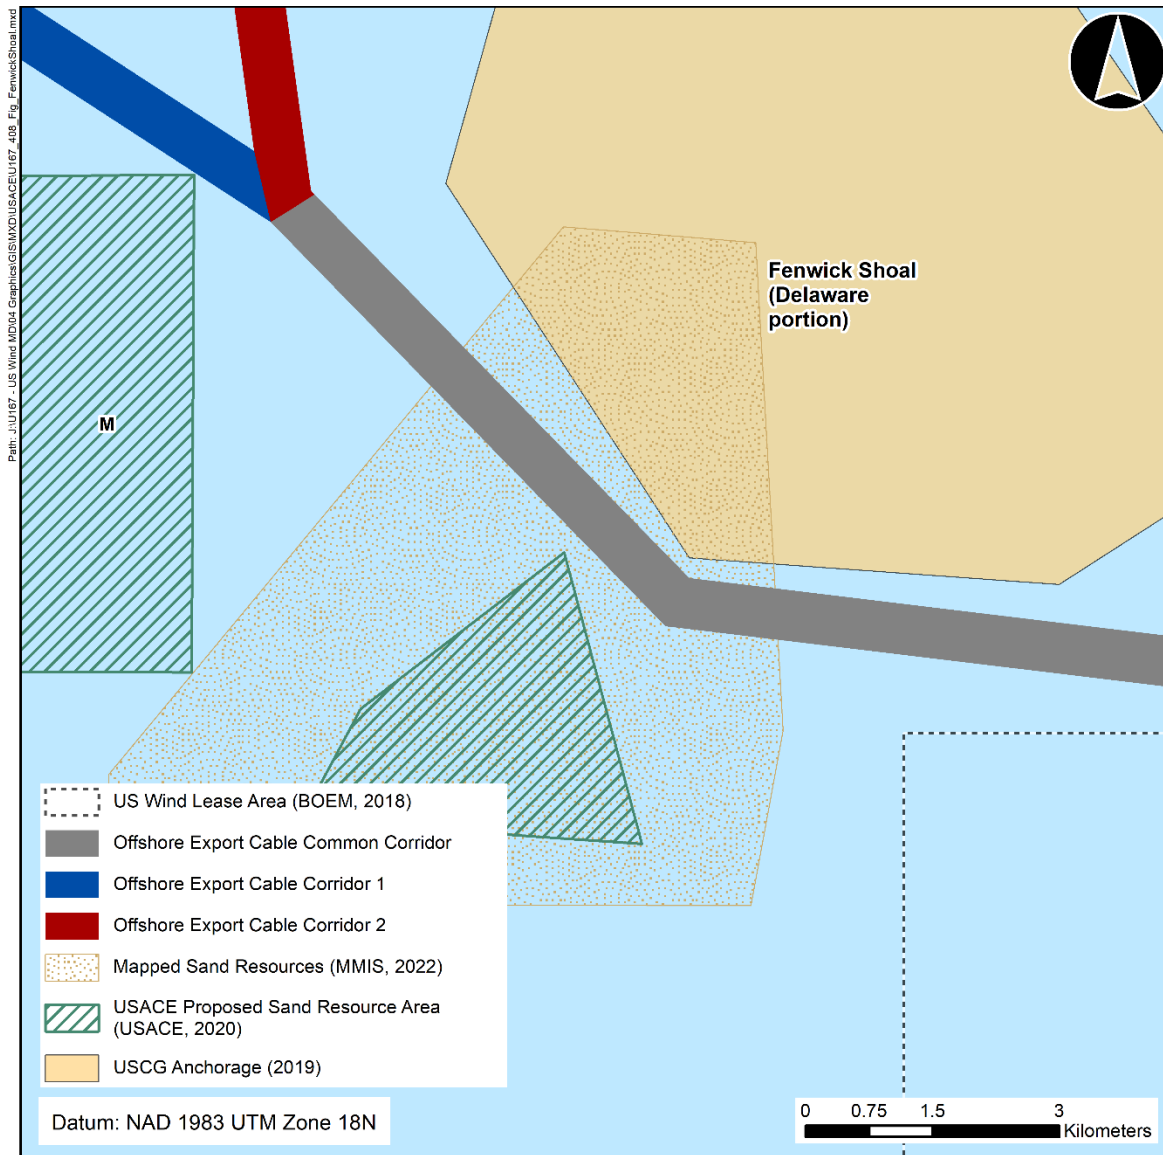 Path: J:\U167 - US Wind MD\04 Graphics\GIS\MXD\USACE\U167_408_Fig_FenwickShoal.mxd
Fenwick Shoal
(Delaware
portion)
M
US Wind Lease Area (BOEM, 2018)
Offshore Export Cable Common Corridor
Offshore Export Cable Corridor 1
Offshore Export Cable Corridor 2
Mapped Sand Resources (MMIS, 2022)
USACE Proposed Sand Resource Area
(USACE, 2020)
USCG Anchorage (2019)
Datum: NAD 1983 UTM Zone 18N
0 0.75 1.5 3
Kilometers